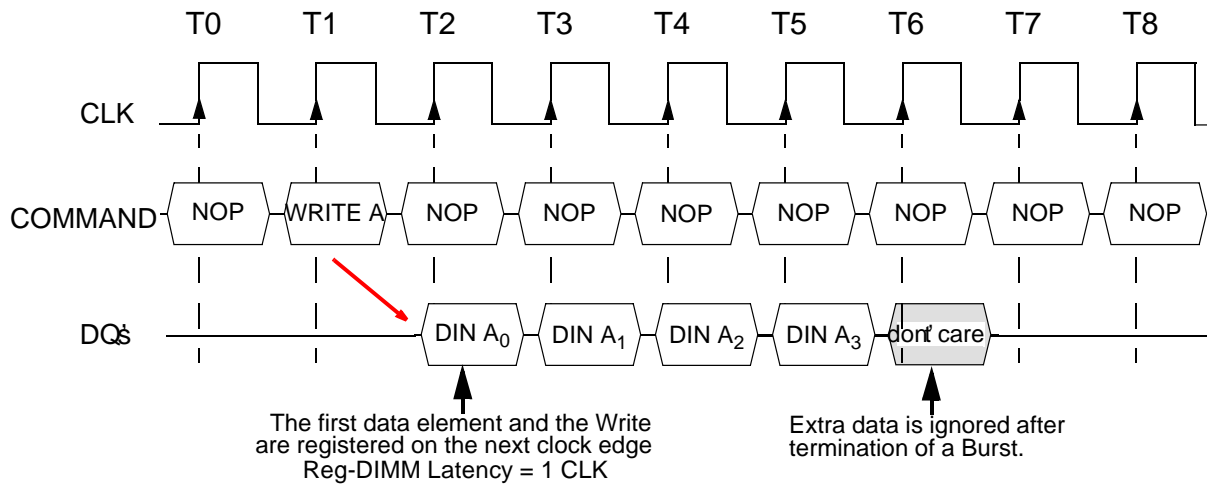 T0 T1 T2 T3 T4 T5 T6 T7 T8
CLK
COMMAND NOP WRITE A NOP NOP NOP NOP NOP NOP NOP
DQ's DIN A0 DIN A1 DIN A2 DIN A3 don't care
The first data element and the Write
are registered on the next clock edge
Reg-DIMM Latency = 1 CLK
Extra data is ignored after
termination of a Burst.